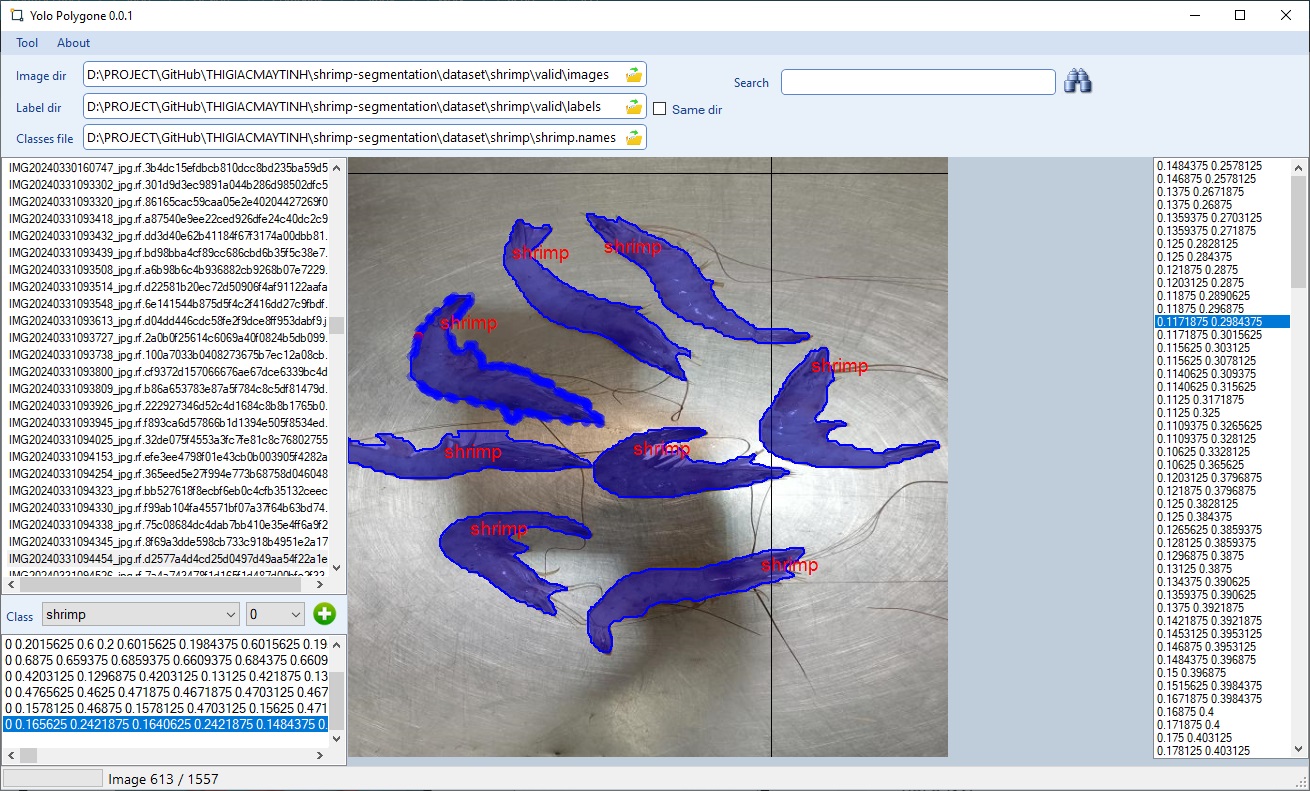 Yolo Polygone 0.0.1
Tool About
Image dir D:\PROJECT\GitHub\THIGIACMAYTINH\shrimp-segmentation\dataset\shrimp\valid\images
Search
Label dir D:\PROJECT\GitHub\THIGIACMAYTINH\shrimp-segmentation\dataset\shrimp\valid\labels
Same dir
Classes file D:\PROJECT\GitHub\THIGIACMAYTINH\shrimp-segmentation\dataset\shrimp\shrimp.names
IMG20240330160747_jpg.rf.3b4dc15efdbcb810dcc8bd235ba59d5
IMG20240331093302_jpg.rf.301d9d3ec9891a044b286d98502dfc5
IMG20240331093320_jpg.rf.86165cac59caa05e2e40204427269f0
IMG20240331093418_jpg.rf.a87540e9ee22ced926dfe24c40dc2c9
IMG20240331093432_jpg.rf.dd3d40e62b41184f67f3174a00dbb81.
IMG20240331093439_jpg.rf.bd98bba4cf89cc686cbd6b35f5c38e7.
IMG20240331093508_jpg.rf.a6b98b6c4b936882cb9268b07e7229.
IMG20240331093514_jpg.rf.d22581b20ec72d50906f4af91122aafa
IMG20240331093548_jpg.rf.6e141544b875d5f4c2f416dd27c9fbdf.
IMG20240331093613_jpg.rf.d04dd446cdc58fe2f9dce8ff953dabf9.j
IMG20240331093727_jpg.rf.2a0b0f25614c6069a40f0824b5db099.
IMG20240331093738_jpg.rf.100a7033b0408273675b7ec12a08cb.
IMG20240331093800_jpg.rf.cf9372d157066676ae67dce6339bc4d
IMG20240331093809_jpg.rf.b86a653783e87a5f784c8c5df81479d.
IMG20240331093926_jpg.rf.222927346d52c4d1684c8b8b1765b0.
IMG20240331093945_jpg.rf.f893ca6d57866b1d1394e505f8534ed.
IMG20240331094025_jpg.rf.32de075f4553a3fc7fe81c8c76802755
IMG20240331094153_jpg.rf.efe3ee4798f01e43cb0b003905f4282a
IMG20240331094254_jpg.rf.365eed5e27f994e773b68758d046048
IMG20240331094323_jpg.rf.bb527618f8ecbf6eb0c4cfb35132ceec
IMG20240331094330_jpg.rf.f99ab104fa45571bf07a37f64b63bd74.
IMG20240331094338_jpg.rf.75c08684dc4dab7bb410e35e4ff6a9f2
IMG20240331094345_jpg.rf.8f69a3dde598cb733c918b4951e2a17
IMG20240331094454_jpg.rf.d2577a4d4cd25d0497d49aa54f22a1e
Class shrimp 0
0 0.2015625 0.6 0.2 0.6015625 0.1984375 0.6015625 0.19
0 0.6875 0.659375 0.6859375 0.6609375 0.684375 0.6609
0 0.4203125 0.1296875 0.4203125 0.13125 0.421875 0.13
0 0.4765625 0.4625 0.471875 0.4671875 0.4703125 0.467
0 0.1578125 0.46875 0.1578125 0.4703125 0.15625 0.471
0 0.165625 0.2421875 0.1640625 0.2421875 0.1484375 0.
shrimp
shrimp
shrimp
shrimp
shrimp
shrimp
shrimp
shrimp
0.1484375 0.2578125
0.146875 0.2578125
0.1375 0.2671875
0.1375 0.26875
0.1359375 0.2703125
0.1359375 0.271875
0.125 0.2828125
0.125 0.284375
0.121875 0.2875
0.1203125 0.2875
0.11875 0.2890625
0.11875 0.296875
0.1171875 0.2984375
0.1171875 0.3015625
0.115625 0.303125
0.115625 0.3078125
0.1140625 0.309375
0.1140625 0.315625
0.1125 0.3171875
0.1125 0.325
0.1109375 0.3265625
0.1109375 0.328125
0.10625 0.3328125
0.10625 0.365625
0.1203125 0.3796875
0.121875 0.3796875
0.125 0.3828125
0.125 0.384375
0.1265625 0.3859375
0.128125 0.3859375
0.1296875 0.3875
0.13125 0.3875
0.134375 0.390625
0.1359375 0.390625
0.1375 0.3921875
0.1421875 0.3921875
0.1453125 0.3953125
0.146875 0.3953125
0.1484375 0.396875
0.15 0.396875
0.1515625 0.3984375
0.1671875 0.3984375
0.16875 0.4
0.171875 0.4
0.175 0.403125
0.178125 0.403125
Image 613 / 1557